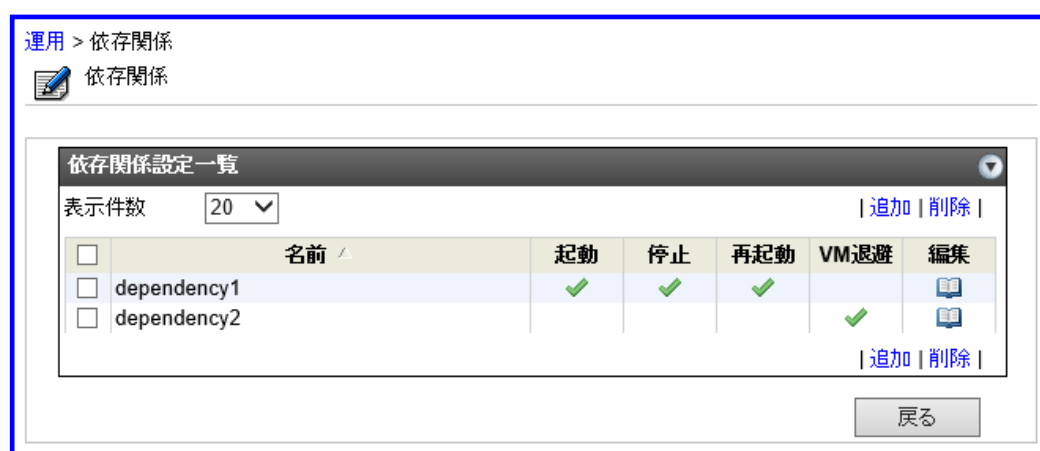 運用 > 依存関係
依存関係
依存関係設定一覧
表示件数 20 | 追加 | 削除 |
名前 起動 停止 再起動 VM退避 編集
dependency1
dependency2
| 追加 | 削除 |
戻る